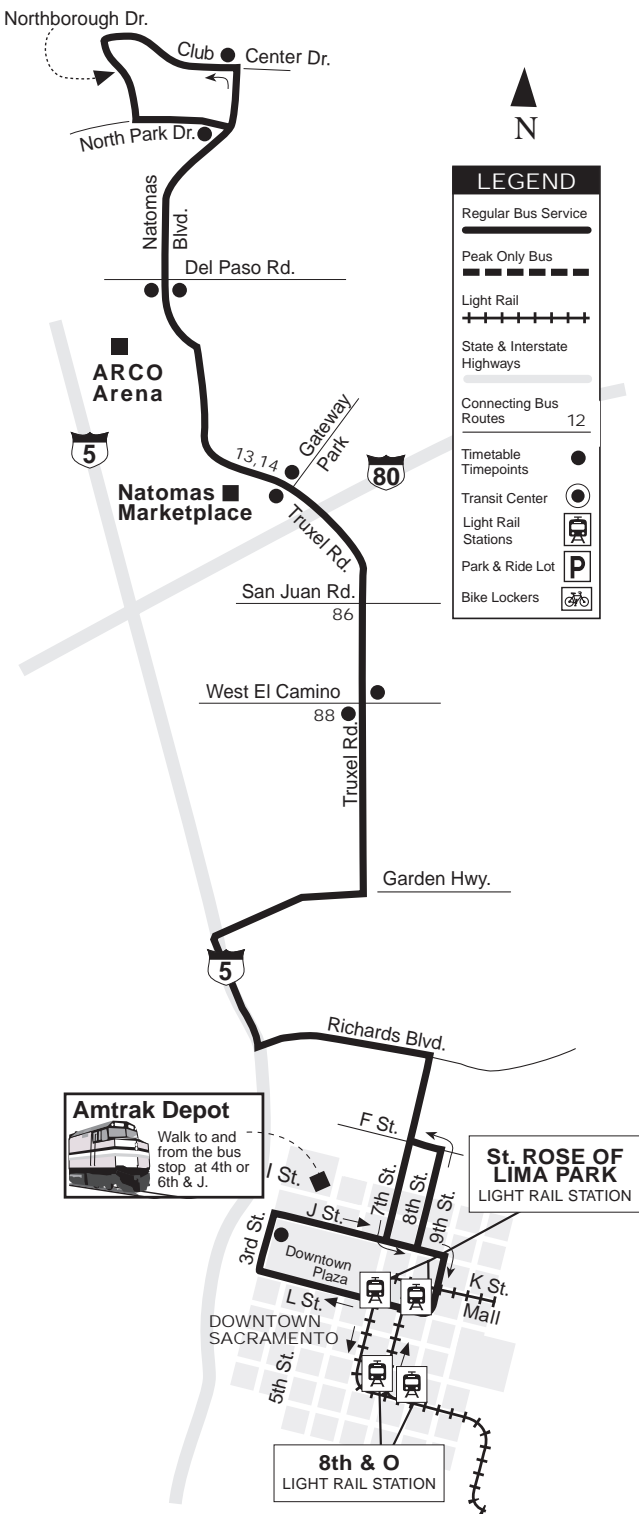 Northborough Dr.
Club
Center Dr.
North Park Dr.
N
Natomas
Blvd.
Del Paso Rd.
LEGEND
Regular Bus Service
Peak Only Bus
Light Rail
State & Interstate
Highways
Connecting Bus
Routes 12
Timetable
Timepoints
Transit Center
Light Rail
Stations
Park & Ride Lot P
Bike Lockers
ARCO
Arena
5
13,14
Gateway
Park
80
Natomas
Marketplace
Truxel Rd.
San Juan Rd.
86
West El Camino
88
Truxel Rd.
Garden Hwy.
5
Richards Blvd.
Amtrak Depot
Walk to and
from the bus
stop at 4th or
6th & J.
F St.
St. ROSE OF
LIMA PARK
LIGHT RAIL STATION
I St.
7th St.
8th St.
9th St.
J St.
3rd St.
Downtown
Plaza
K St.
Mall
L St.
DOWNTOWN
SACRAMENTO
5th St.
8th & O
LIGHT RAIL STATION